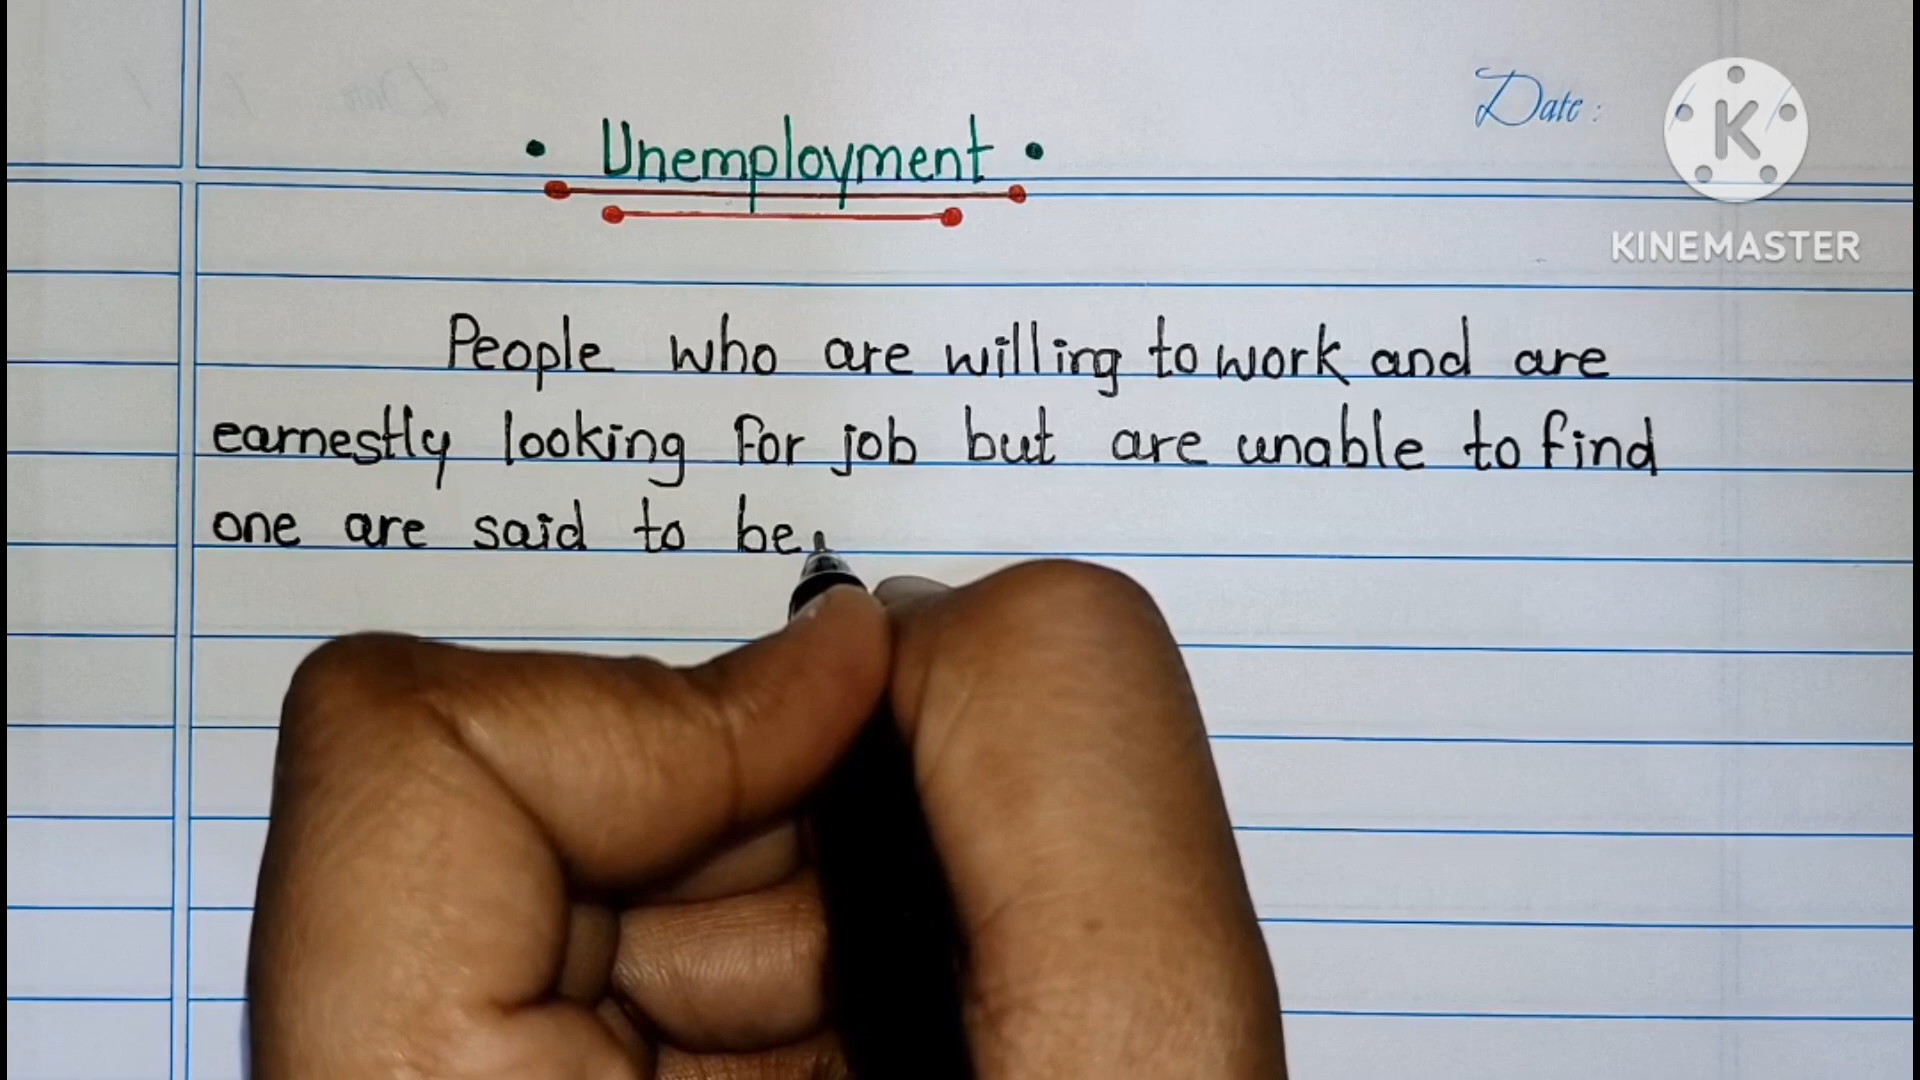 Date :
K
KINEMASTER
• Unemployment •
People who are willing to work and are
earnestly looking for job but are unable to find
one are said to be